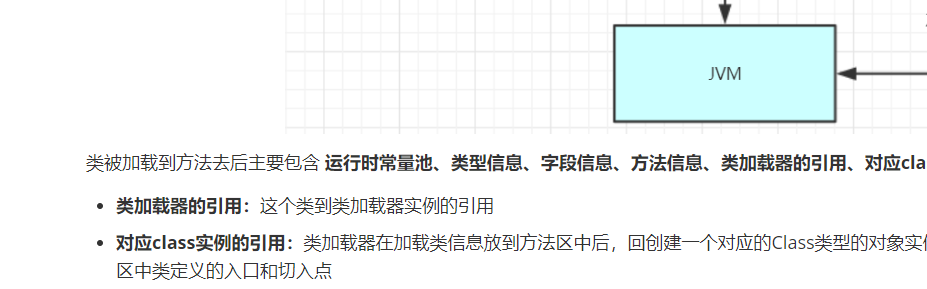 JVM
类被加载到方法去后主要包含 运行时常量池、类型信息、字段信息、方法信息、类加载器的引用、对应cla
类加载器的引用：这个类到类加载器实例的引用
对应class实例的引用：类加载器在加载类信息放到方法区中后，回创建一个对应的Class类型的对象实
区中类定义的入口和切入点